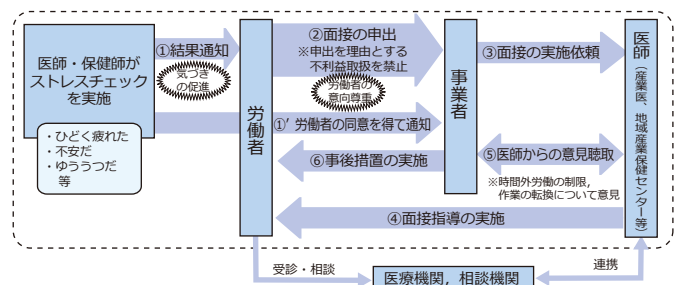 医師・保健師が
ストレスチェック
を実施
・ひどく疲れた
・不安だ
・ゆううつだ
等
①結果通知
気づき
の促進
労働者
②面接の申出
※申出を理由とする
不利益取扱を禁止
労働者の
意向尊重
①’労働者の同意を得て通知
⑥事後措置の実施
事業者
③面接の実施依頼
⑤医師からの意見聴取
※時間外労働の制限,
作業の転換について意見
④面接指導の実施
医師（産業医、地域産業保健センター等）
受診・相談
医療機関，相談機関
連携